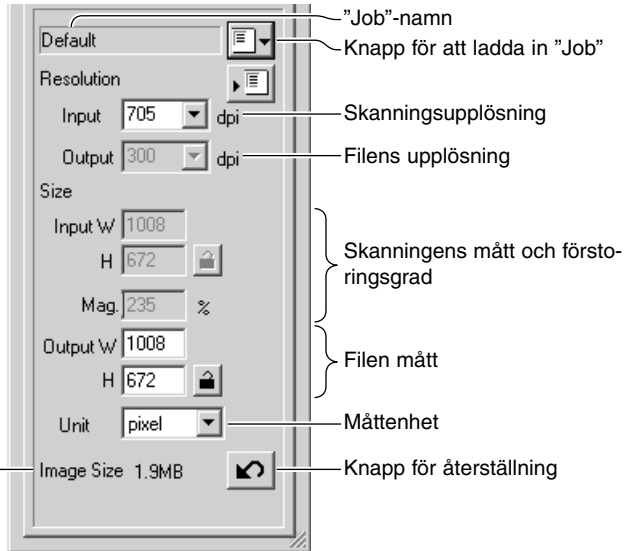 ”Job”-namn
Default
Knapp för att ladda in ”Job”
Resolution
Input 705 dpi
Skanningsupplösning
Output 300 dpi
Filens upplösning
Size
Input W 1008
H 672
Skanningens mått och försto-
ringsgrad
Mag. 235 %
Output W 1008
Filen mått
H 672
Unit pixel
Måttenhet
Image Size 1.9MB
Knapp för återställning